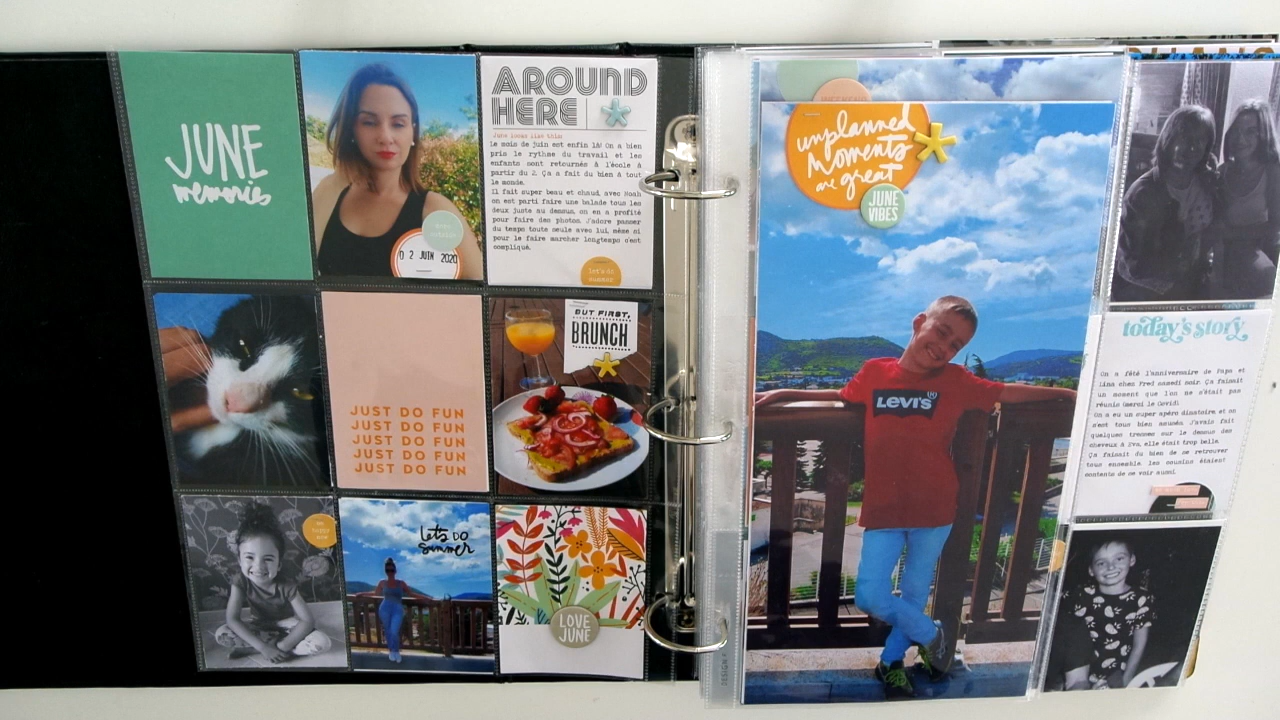 JUNE
memories
0 2 JUIN 2020
AROUND
HERE
June looks like this
Le mois de juin est enfin là! On a bien
pris le rythme du travail et les
enfants sont retournés à l'école à
partir du 2. Ça a fait du bien à tout
le monde.
Il fait super beau et chaud, avec Noah
on est parti faire une balade tous les
deux juste au dessus, on en a profité
pour faire des photos. J'adore passer
du temps toute seule avec lui, même si
pour le faire marcher longtemps c'est
compliqué.
let's do
summer
JUST DO FUN
JUST DO FUN
JUST DO FUN
JUST DO FUN
JUST DO FUN
BUT FIRST,
BRUNCH
let's DO
summer
LOVE
JUNE
unplanned
Moments
are great
JUNE
VIBES
LEVI'S®
today's story
On a fêté l'anniversaire de Papa et
Lina chez Fred samedi soir. Ça faisait
un moment que l'on ne s'était pas
réunis (merci le Covid).
On a eu un super apéro dinatoire et on
s'est tous bien amusés. J'avais fait
quelques tresses sur le dessus des
cheveux à Eva, elle était trop belle.
Ça faisait du bien de se retrouver
tous ensemble, les cousins étaient
contents de se voir aussi.